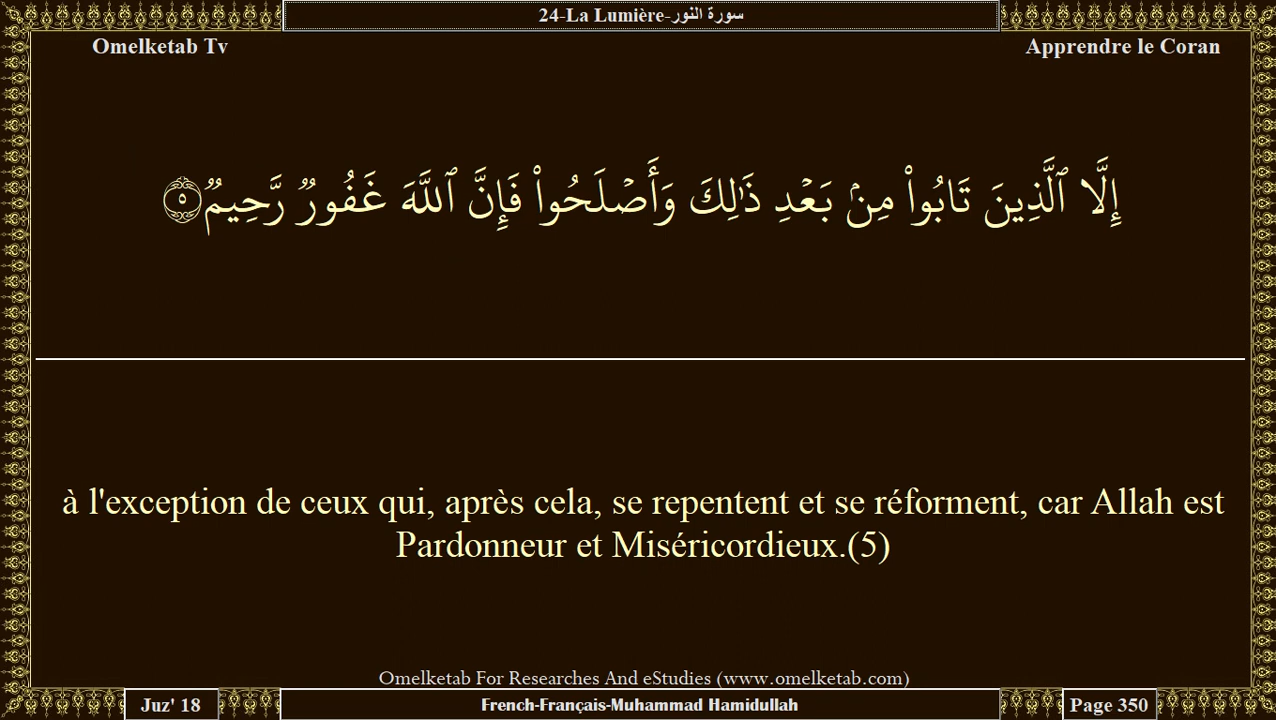 24-La Lumière-سورة النور
Omelketab Tv
Apprendre le Coran
إِلَّا ٱلَّذِينَ تَابُوا۟ مِنۢ بَعْدِ ذَٰلِكَ وَأَصْلَحُوا۟ فَإِنَّ ٱللَّهَ غَفُورٌۭ رَّحِيمٌۭ ۝٥
à l'exception de ceux qui, après cela, se repentent et se réforment, car Allah est
Pardonneur et Miséricordieux.(5)
Omelketab For Researches And eStudies (www.omelketab.com)
Juz' 18
French-Français-Muhammad Hamidullah
Page 350